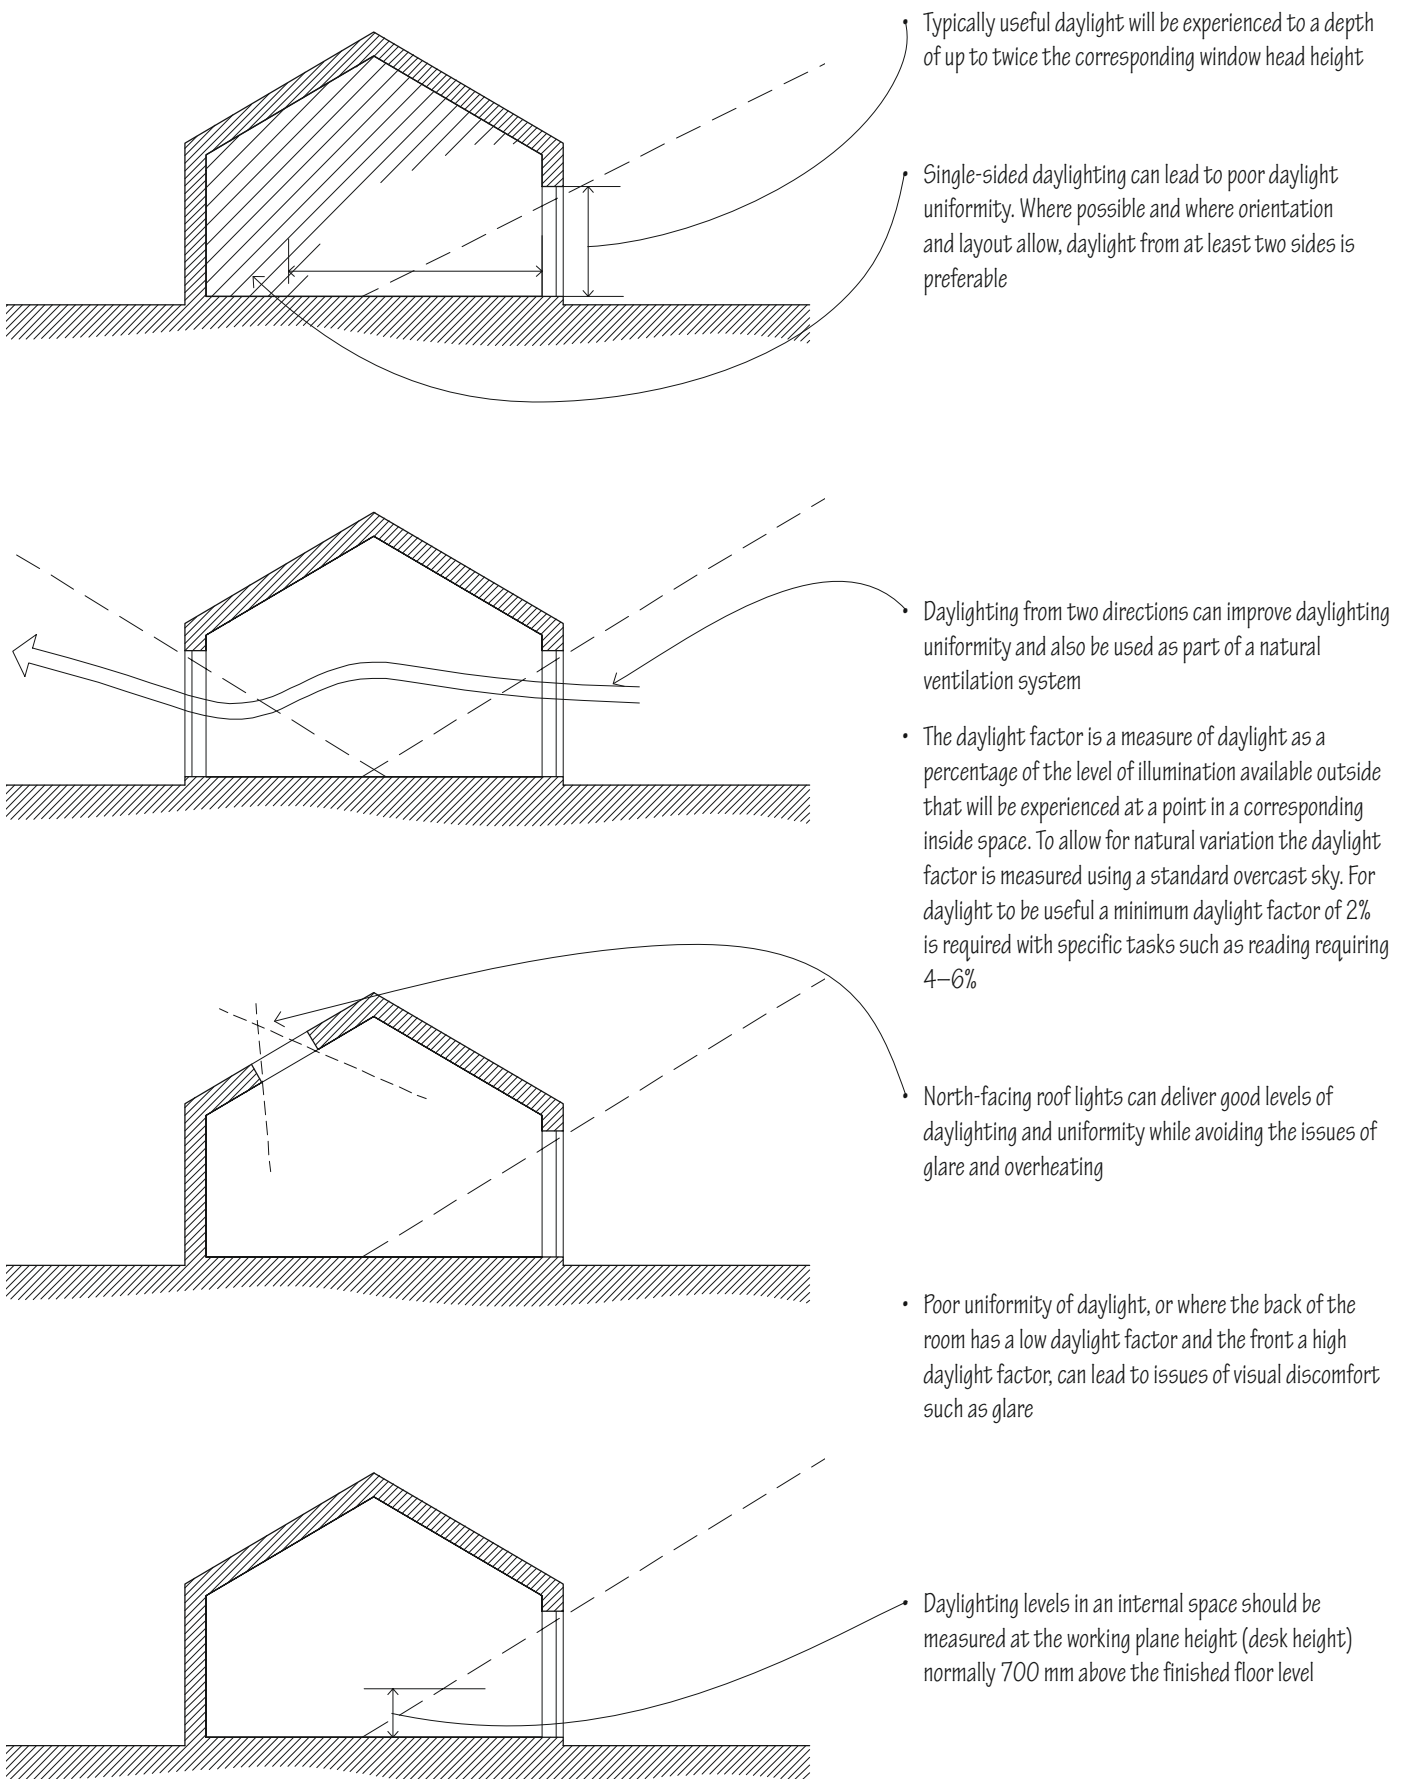 • Typically useful daylight will be experienced to a depth
of up to twice the corresponding window head height
• Single-sided daylighting can lead to poor daylight
uniformity. Where possible and where orientation
and layout allow, daylight from at least two sides is
preferable
• Daylighting from two directions can improve daylighting
uniformity and also be used as part of a natural
ventilation system
• The daylight factor is a measure of daylight as a
percentage of the level of illumination available outside
that will be experienced at a point in a corresponding
inside space. To allow for natural variation the daylight
factor is measured using a standard overcast sky. For
daylight to be useful a minimum daylight factor of 2%
is required with specific tasks such as reading requiring
4–6%
• North-facing roof lights can deliver good levels of
daylighting and uniformity while avoiding the issues of
glare and overheating
• Poor uniformity of daylight, or where the back of the
room has a low daylight factor and the front a high
daylight factor, can lead to issues of visual discomfort
such as glare
• Daylighting levels in an internal space should be
measured at the working plane height (desk height)
normally 700 mm above the finished floor level